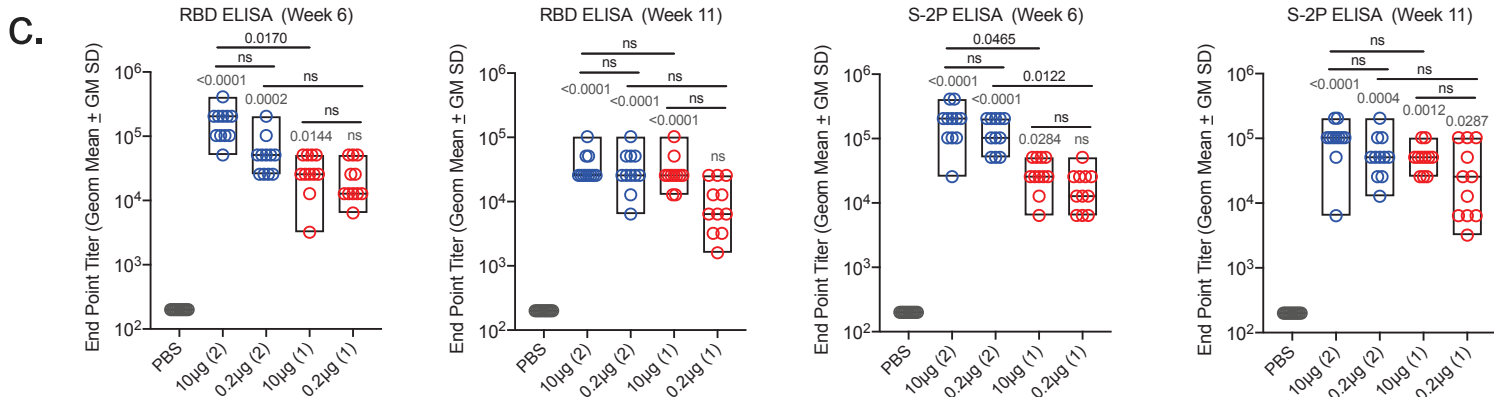 c.
RBD ELISA (Week 6)
End Point Titer (Geom Mean ± GM SD)
10⁶
10⁵
10⁴
10³
10²
0.0170
ns
ns
<0.0001
0.0002
ns
0.0144
ns
PBS
10µg (2)
0.2µg (2)
10µg (1)
0.2µg (1)
RBD ELISA (Week 11)
End Point Titer (Geom Mean ± GM SD)
10⁶
10⁵
10⁴
10³
10²
ns
ns
ns
<0.0001
<0.0001
ns
<0.0001
ns
PBS
10µg (2)
0.2µg (2)
10µg (1)
0.2µg (1)
S-2P ELISA (Week 6)
End Point Titer (Geom Mean ± GM SD)
10⁶
10⁵
10⁴
10³
10²
0.0465
ns
0.0122
<0.0001
<0.0001
ns
0.0284
ns
PBS
10µg (2)
0.2µg (2)
10µg (1)
0.2µg (1)
S-2P ELISA (Week 11)
End Point Titer (Geom Mean ± GM SD)
10⁶
10⁵
10⁴
10³
10²
ns
ns
ns
<0.0001
0.0004
ns
0.0012
0.0287
PBS
10µg (2)
0.2µg (2)
10µg (1)
0.2µg (1)